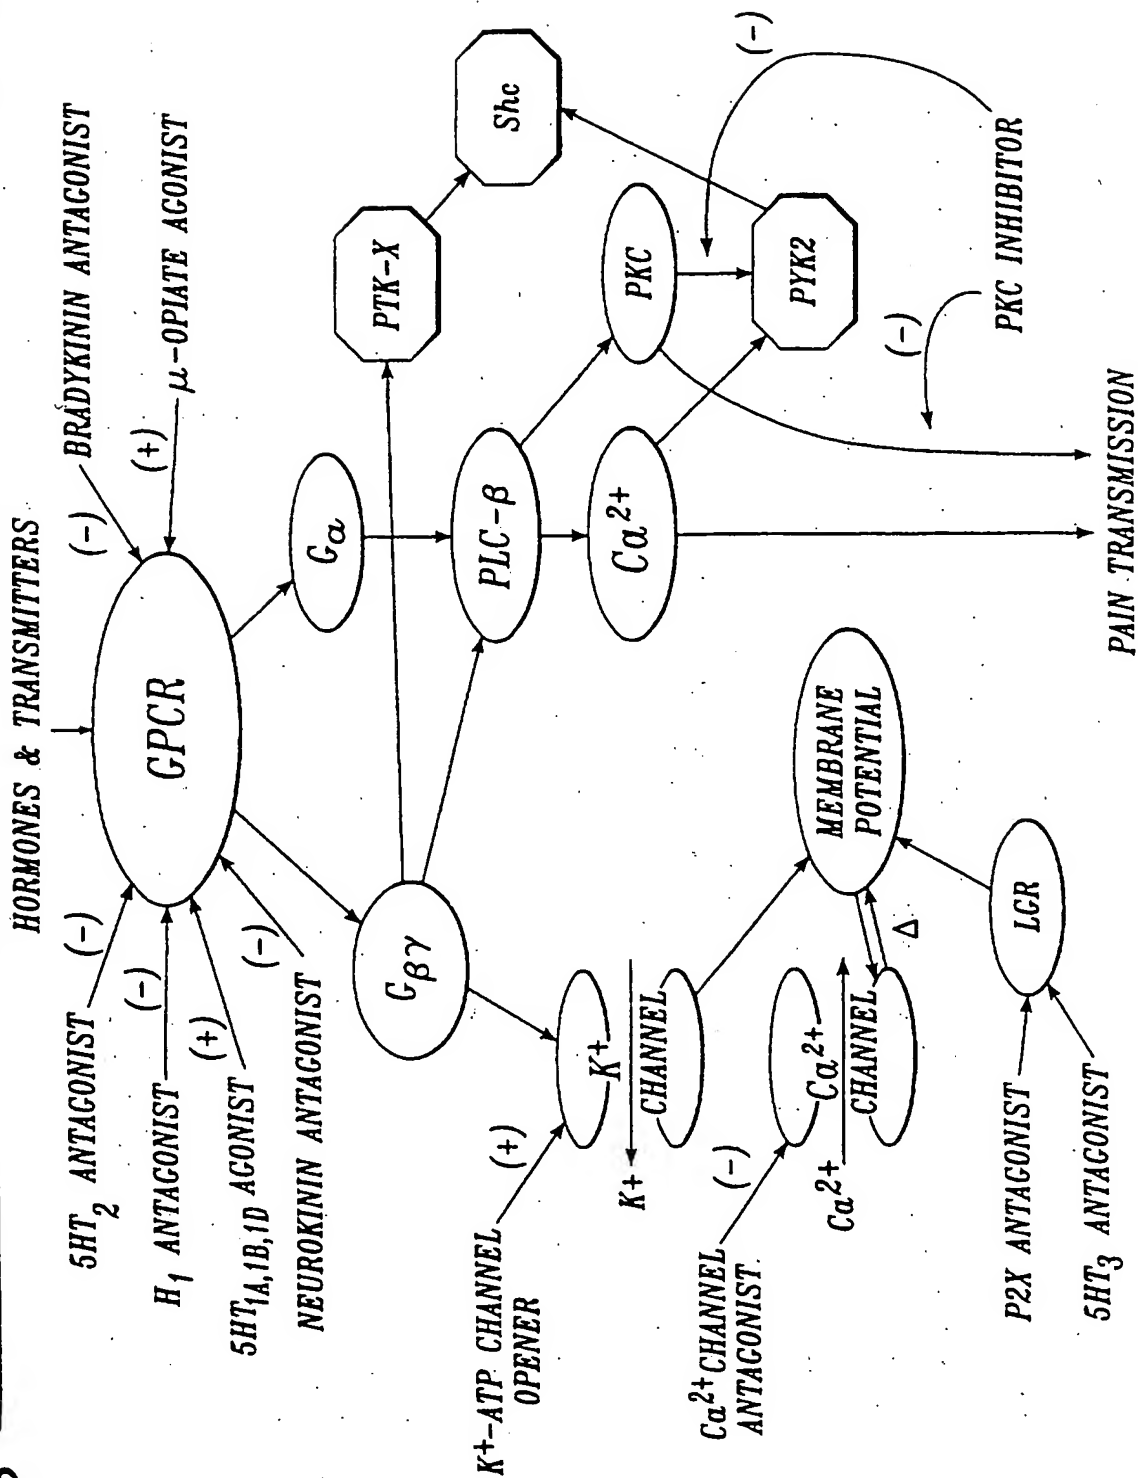 HORMONES & TRANSMITTERS
5HT2 ANTAGONIST
(-)
H1 ANTAGONIST
(-)
5HT1A,1B,1D AGONIST
(+)
NEUROKININ ANTAGONIST
(-)
GPCR
(-)
BRADYKININ ANTAGONIST
(+)
μ-OPIATE AGONIST
Gβγ
Gα
PTK-X
Shc
PLC-β
PKC
Ca2+
PYK2
(-)
(-)
PKC INHIBITOR
PAIN TRANSMISSION
K+-ATP CHANNEL
OPENER
(+)
K+
K+
CHANNEL
Ca2+CHANNEL
ANTAGONIST.
(-)
Ca2+
Ca2+
CHANNEL
MEMBRANE
POTENTIAL
Δ
LGR
P2X ANTAGONIST
5HT3 ANTAGONIST